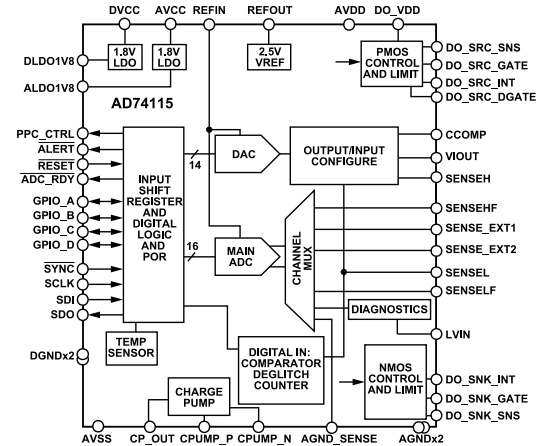 DVCC AVCC REFIN REFOUT AVDD DO_VDD
DLDO1V8
ALDO1V8
1.8V
LDO
1.8V
LDO
2,5V
VREF
PMOS
CONTROL
AND LIMIT
DO_SRC_SNS
DO_SRC_GATE
DO_SRC_INT
DO_SRC_DGATE
AD74115
PPC_CTRL
ALERT
RESET
ADC_RDY
GPIO_A
GPIO_B
GPIO_C
GPIO_D
SYNC
SCLK
SDI
SDO
DGNDx2
INPUT
SHIFT
REGISTER
AND
DIGITAL
LOGIC
AND
POR
14
DAC
OUTPUT/INPUT
CONFIGURE
16
MAIN
ADC
CHANNEL
MUX
CCOMP
VIOUT
SENSEH
SENSEHF
SENSE_EXT1
SENSE_EXT2
SENSEL
SENSELF
DIAGNOSTICS
LVIN
TEMP
SENSOR
DIGITAL IN:
COMPARATOR
DEGLITCH
COUNTER
NMOS
CONTROL
AND LIMIT
DO_SNK_INT
DO_SNK_GATE
DO_SNK_SNS
CHARGE
PUMP
AVSS CP_OUT CPUMP_P CPUMP_N AGND_SENSE AGNDx2